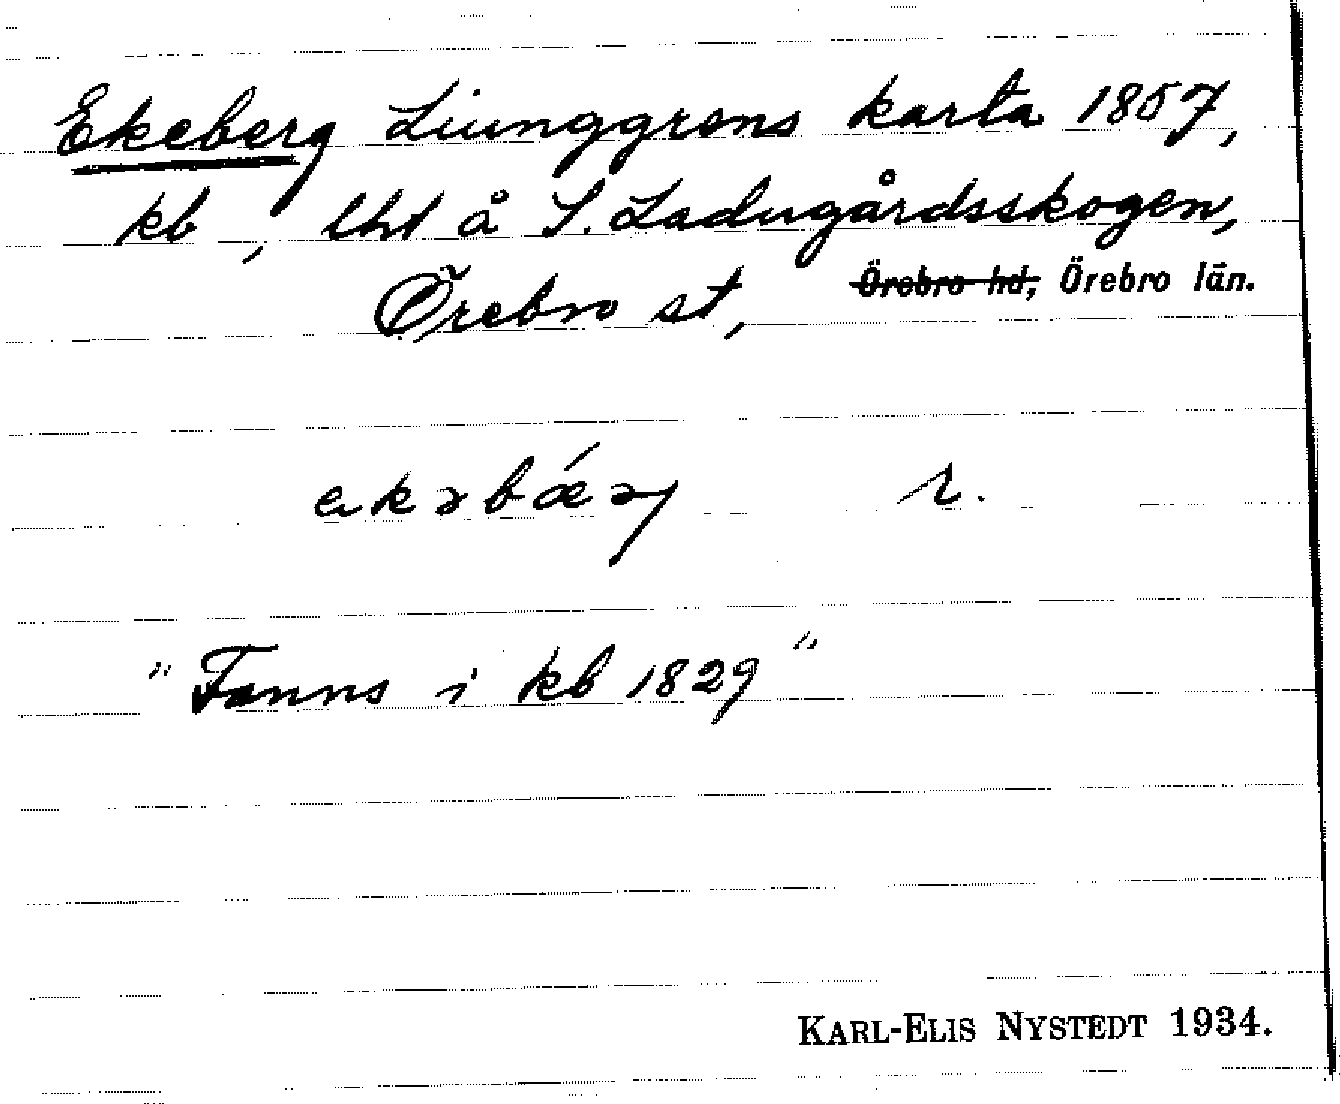 Ekeberg Liunggrens karta 1857,
kb, lht å S. Ladugårdsskogen,
Örebro st, Örebro hd, Örebro län.
r.
"Fanns i kb 1829"
KARL-ELIS NYSTEDT 1934.